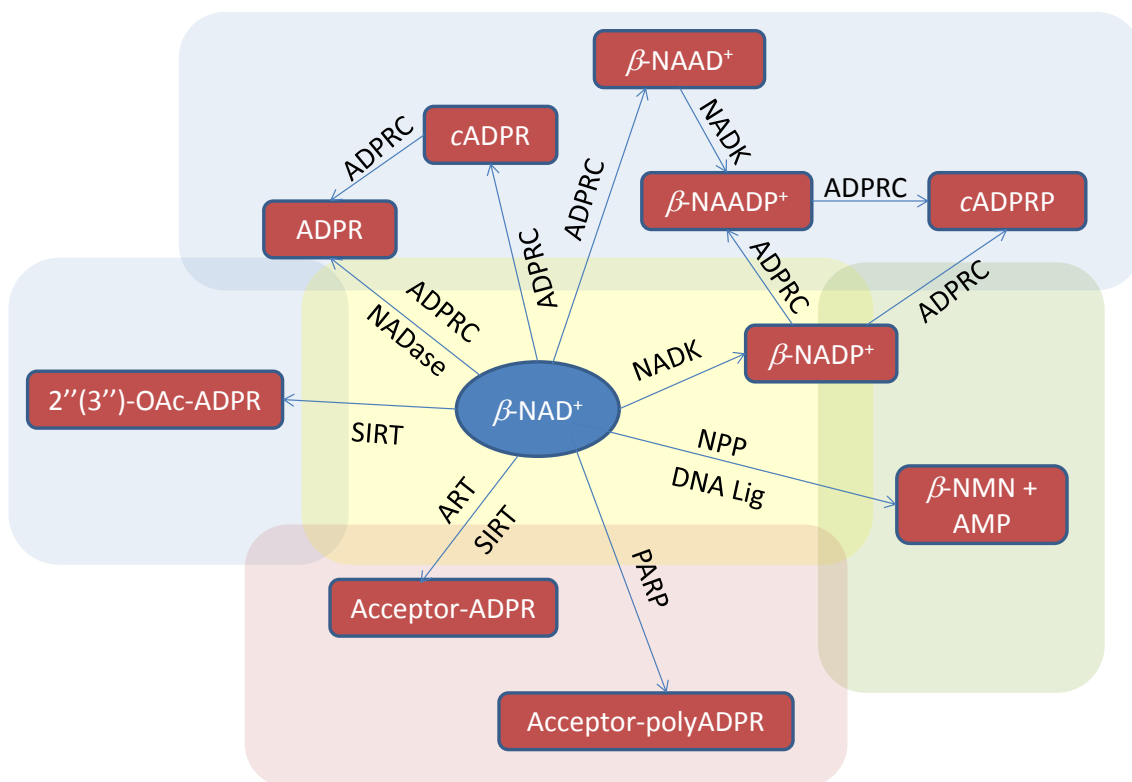 β-NAAD⁺
NADK
cADPR
ADPRC
ADPRC
β-NAADP⁺
ADPRC
cADPRP
ADPR
ADPRC
ADPRC
ADPRC
ADPRC
NADase
β-NADP⁺
NADK
2’’(3’’)-OAc-ADPR
β-NAD⁺
SIRT
NPP
DNA Lig
β-NMN +
AMP
ART
SIRT
PARP
Acceptor-ADPR
Acceptor-polyADPR